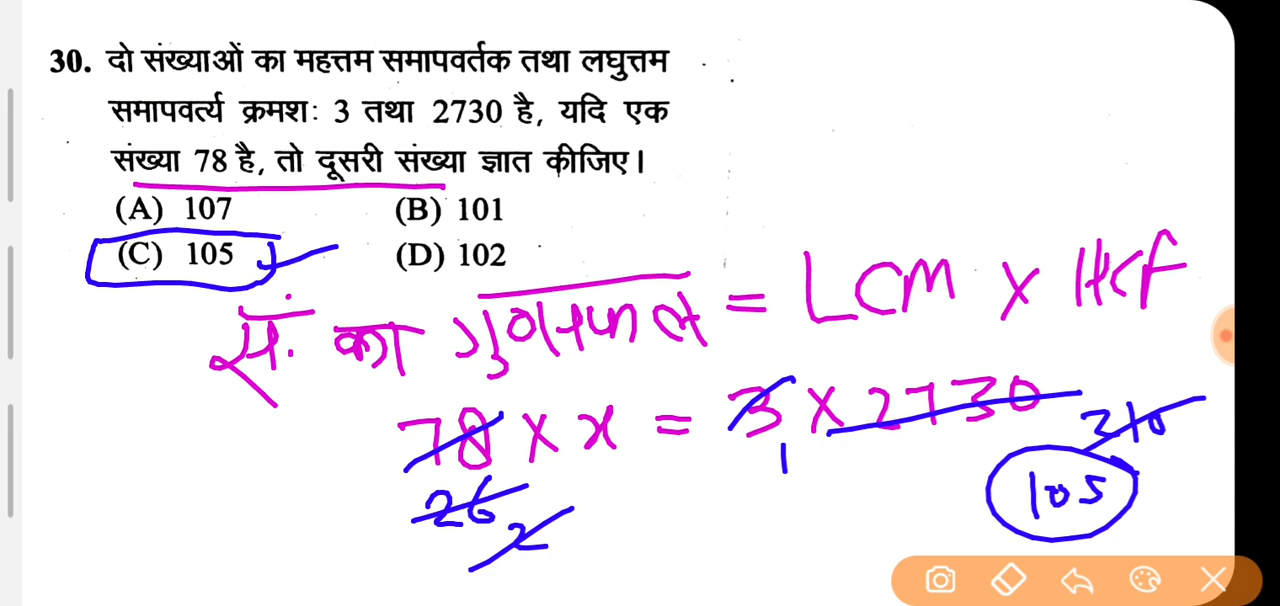 30. दो संख्याओं का महत्तम समापवर्तक तथा लघुत्तम
समापवर्त्य क्रमशः 3 तथा 2730 है, यदि एक
संख्या 78 है, तो दूसरी संख्या ज्ञात कीजिए।
(A) 107 (B) 101
(C) 105 (D) 102
सं. का गुणनफल = LCM × HCF
78 × x = 3 × 2730
1 210
26 105
2